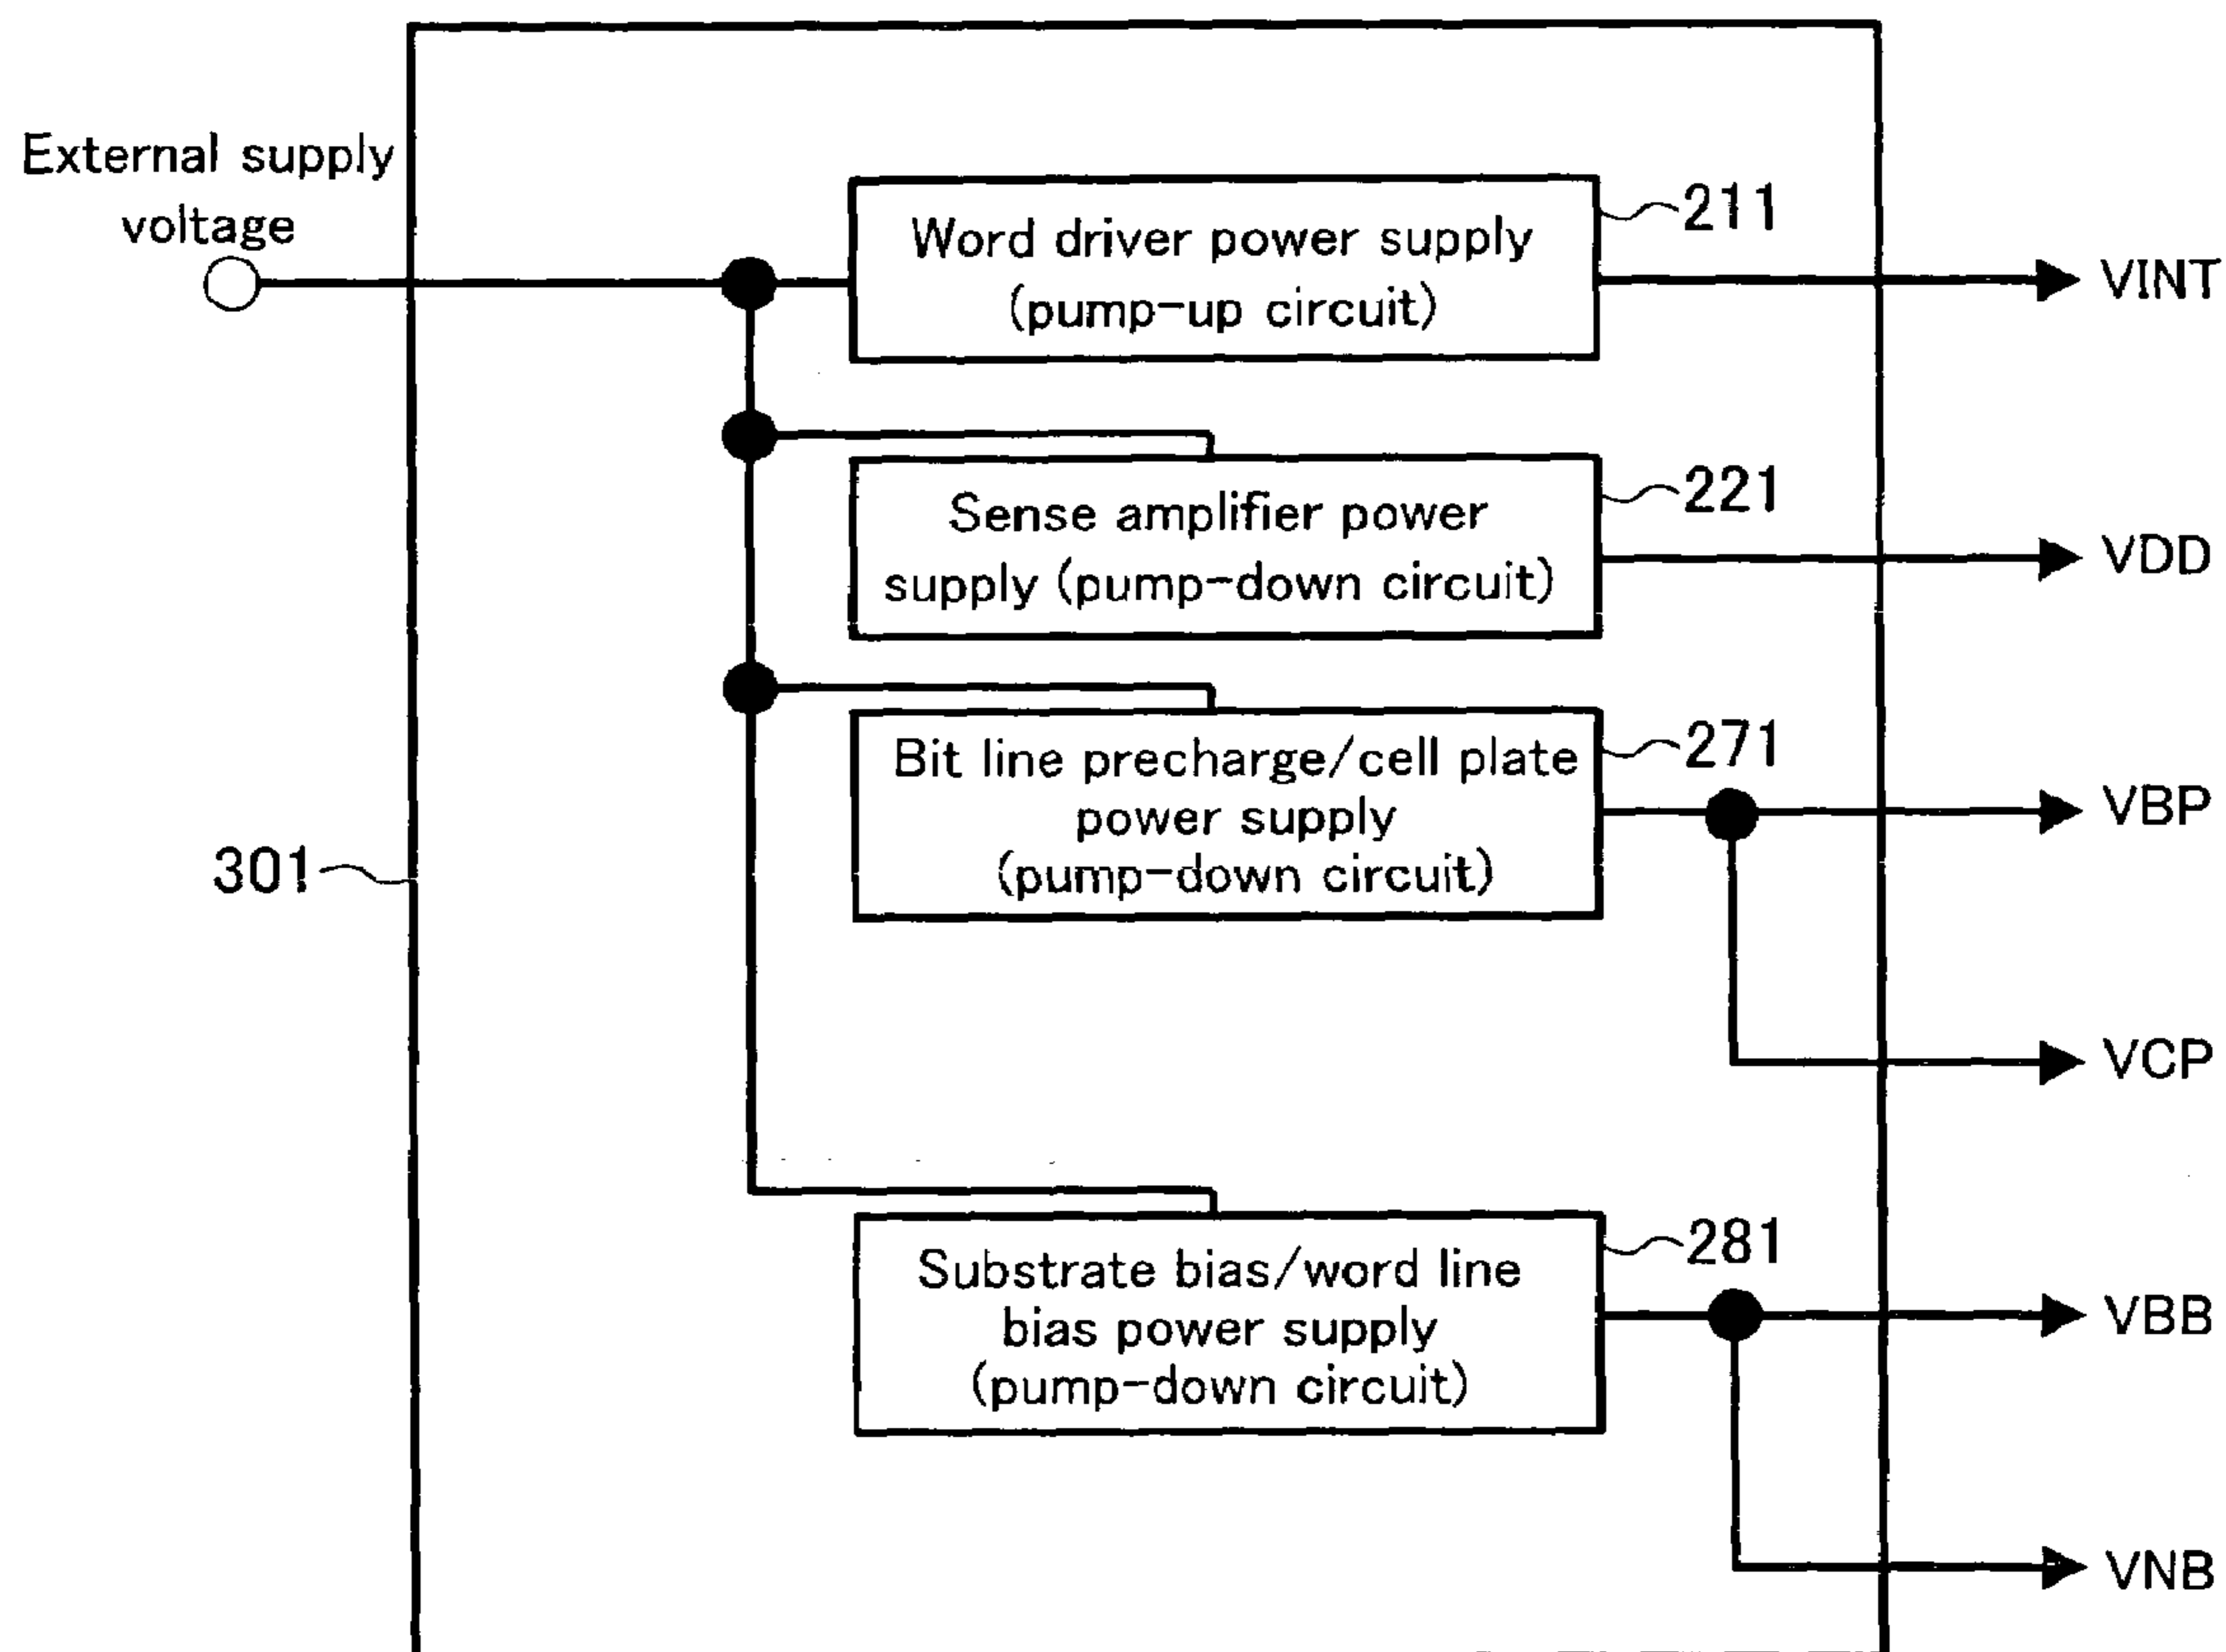 External supply
voltage
Word driver power supply
(pump-up circuit)
211
VINT
Sense amplifier power
supply (pump-down circuit)
221
VDD
Bit line precharge/cell plate
power supply
(pump-down circuit)
271
VBP
301
VCP
Substrate bias/word line
bias power supply
(pump-down circuit)
281
VBB
VNB